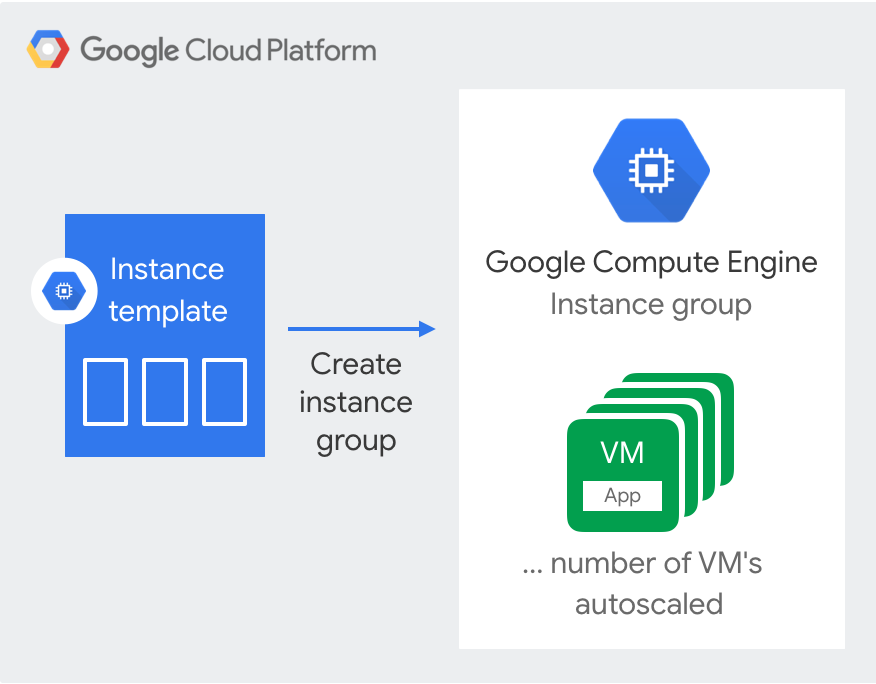 Google Cloud Platform
Instance
template
Create
instance
group
Google Compute Engine
Instance group
VM
App
... number of VM's
autoscaled